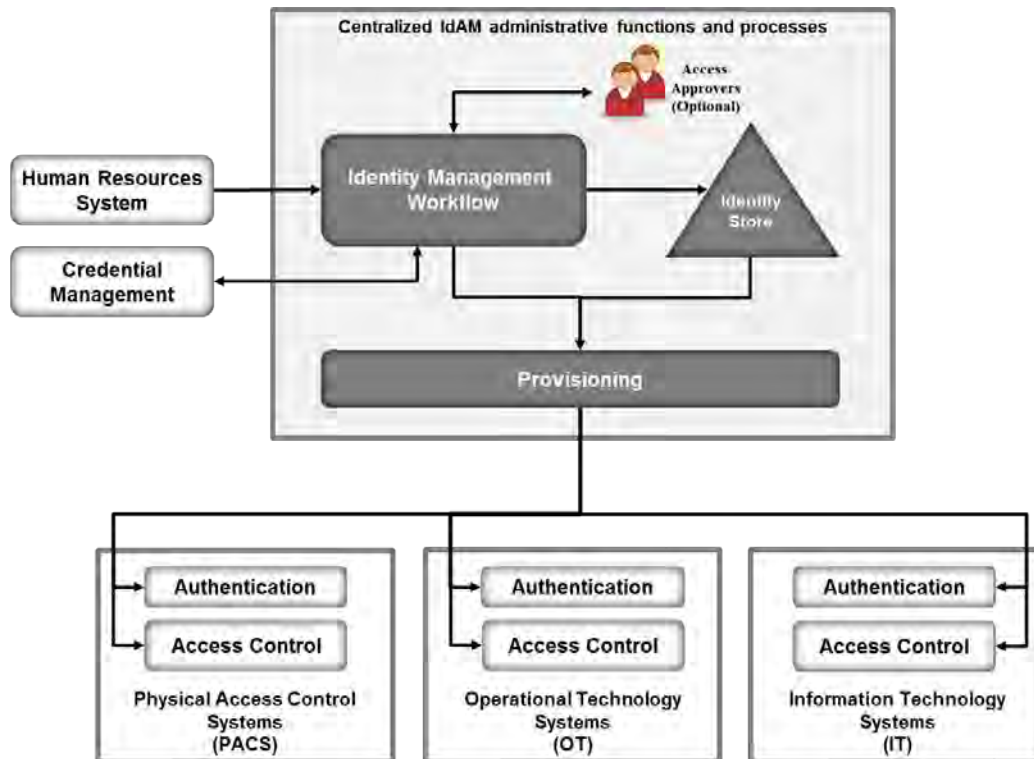 Centralized IdAM administrative functions and processes
Access
Approvers
(Optional)
Human Resources
System
Identity Management
Workflow
Identity
Store
Credential
Management
Provisioning
Authentication
Access Control
Physical Access Control
Systems
(PACS)
Authentication
Access Control
Operational Technology
Systems
(OT)
Authentication
Access Control
Information Technology
Systems
(IT)